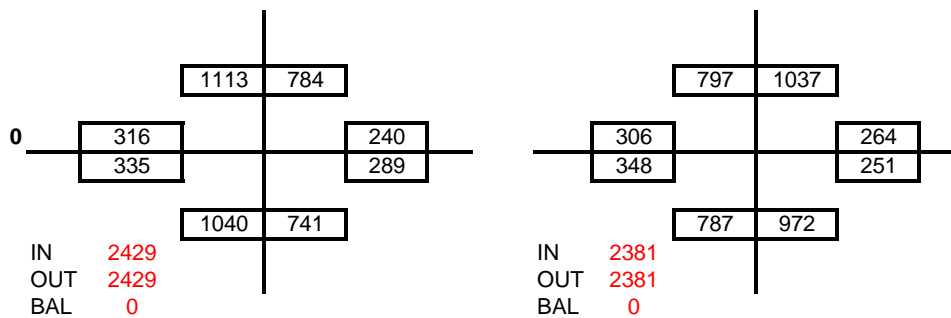 1113 784 797 1037
0 316 240 306 264
335 289 348 251
1040 741 787 972
IN 2429 IN 2381
OUT 2429 OUT 2381
BAL 0 BAL 0